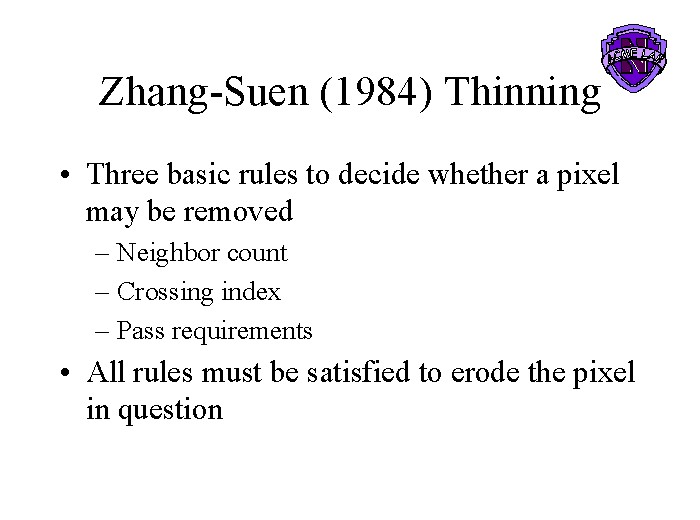 Zhang-Suen (1984) Thinning
• Three basic rules to decide whether a pixel
may be removed
– Neighbor count
– Crossing index
– Pass requirements
• All rules must be satisfied to erode the pixel
in question